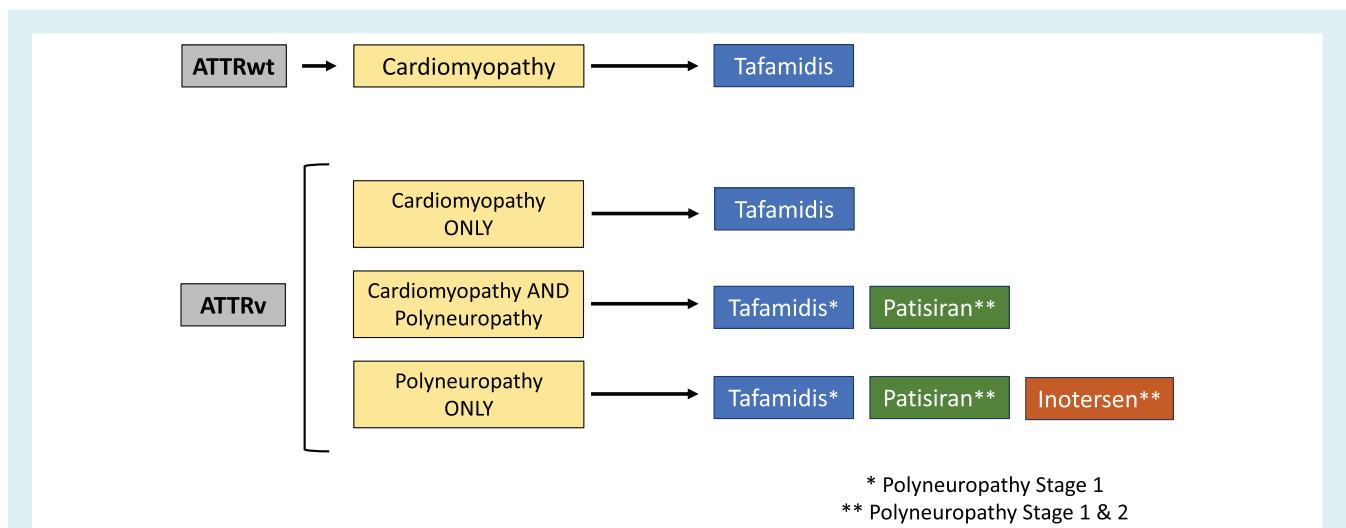 ATTRwt
Cardiomyopathy
Tafamidis
Cardiomyopathy
ONLY
Tafamidis
ATTRv
Cardiomyopathy AND
Polyneuropathy
Tafamidis*
Patisiran**
Polyneuropathy
ONLY
Tafamidis*
Patisiran**
Inotersen**
* Polyneuropathy Stage 1
** Polyneuropathy Stage 1 & 2